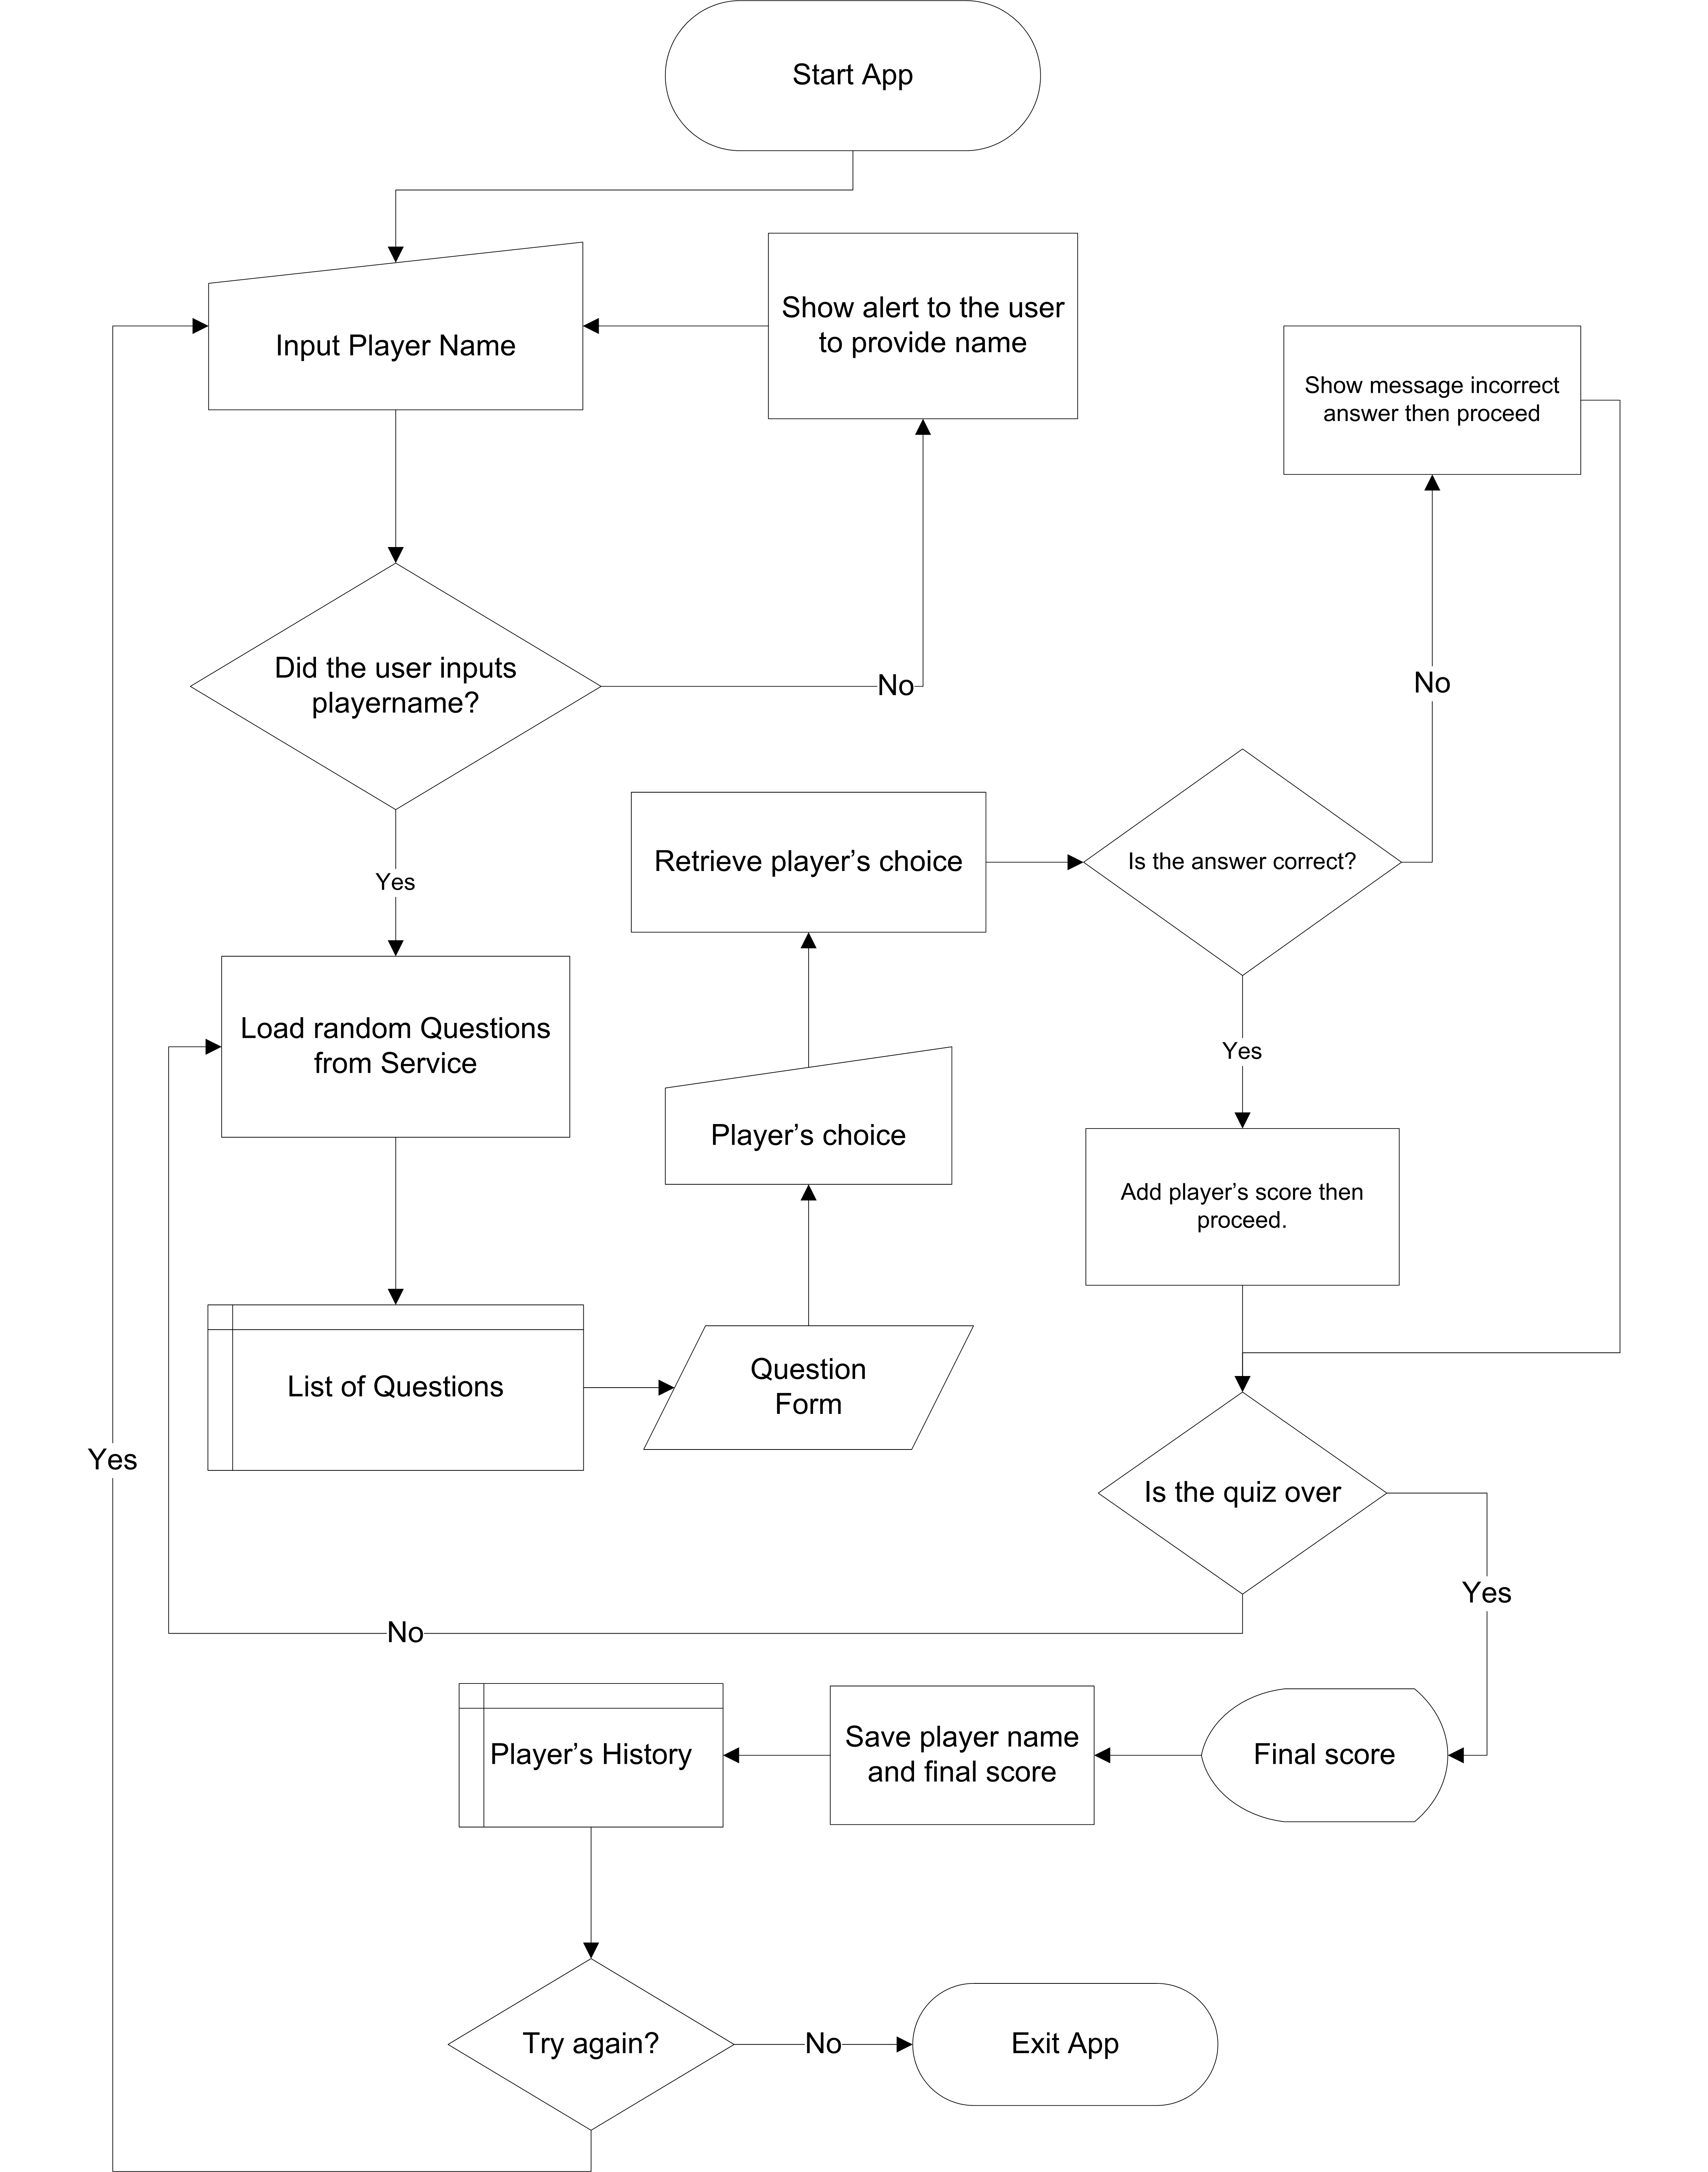 Start App
Show alert to the user
to provide name
Input Player Name
Show message incorrect
answer then proceed
Did the user inputs
playername?
No
No
Retrieve player’s choice
Is the answer correct?
Yes
Load random Questions
from Service
Yes
Player’s choice
Add player’s score then
proceed.
List of Questions
Question
Form
Yes
Is the quiz over
Yes
No
Player’s History
Save player name
and final score
Final score
Try again?
No
Exit App